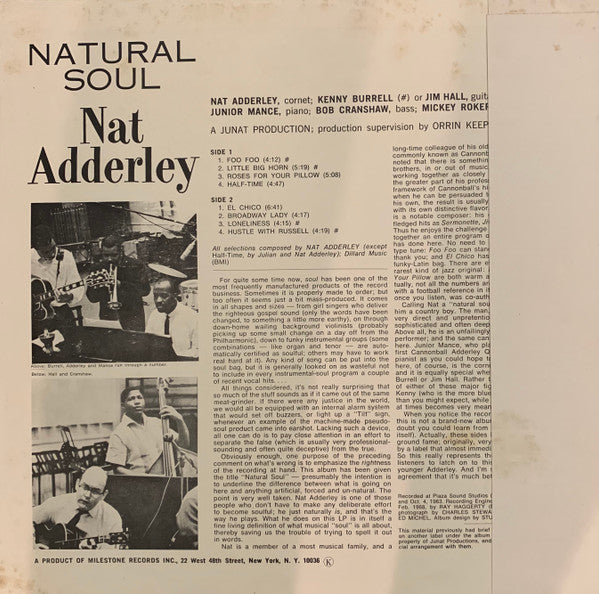 NATURAL
SOUL
Nat
Adderley
NAT ADDERLEY, cornet; KENNY BURRELL (#) or JIM HALL,
JUNIOR MANCE, piano; BOB CRANSHAW, bass; MICKEY
A JUNAT PRODUCTION; production supervision by ORRIN
SIDE 1
1. FOO FOO (4:12) #
2. LITTLE BIG HORN (5:19) #
3. ROSES FOR YOUR PILLOW (5:08)
4. HALF-TIME (4:47)
SIDE 2
1. EL CHICO (6:41)
2. BROADWAY LADY (4:17)
3. LONELINESS (4:15) #
4. HUSTLE WITH RUSSELL (4:19) #
All selections composed by NAT ADDERLEY (except
Half-Time, by Julian and Nat Adderley); Dillard Music
(BMI)
For quite some time now, soul has been one of the
most frequently manufactured products of the record
business. Sometimes it is properly made to order; but
too often it seems just a bit mass-produced. It comes
in all shapes and sizes — from girl singers who deliver
the righteous gospel sound (only the words have been
changed, to something a little more earthy), on through
down-home wailing background violinists (probably
picking up some small change on a day off from the
Philharmonic), down to funky instrumental groups (some
combinations — like organ and tenor — are auto-
matically certified as soulful; others may have to work
real hard at it). Any kind of song can be put into the
soul bag, but it is generally looked on as wasteful not
to include in every instrumental-soul program a couple
of recent vocal hits. . . .
All things considered, it's not really surprising that
so much of the stuff sounds as if it came out of the same
meat-grinder. If there were any justice in the world,
we would all be equipped with an internal alarm system
that would set off buzzers, or light up a "Tilt" sign,
whenever an example of the machine-made pseudo-
soul product came into earshot. Lacking such a device,
all one can do is to pay close attention in an effort to
separate the false (which is usually very professional-
sounding and often quite deceptive) from the true.
Obviously enough, one purpose of the preceding
comment on what's wrong is to emphasize the rightness
of the recording at hand. This album has been given
the title "Natural Soul" — presumably the intention is
to underline the difference between what is going on
here and anything artificial, forced and un-natural. The
point is very well taken. Nat Adderley is one of those
people who don't have to make any deliberate effort
to become soulful; he just naturally is, and that's the
way he plays. What he does on this LP is in itself a
fine living definition of what musical "soul" is all about,
thereby saving us the trouble of trying to spell it out
in words.
Nat is a member of a most musical family, and a
long-time colleague of his old
commonly known as
noted that there is somethin
brothers, in or out of music,
working together as closely
the greater part of his
framework of Cannonball's
when he can be persuaded
his own, the result is usually
with its own distinctive
is a notable composer: his
fledged hits as Sermonette,
Thus he enjoys the challenge
together an entire program
has done here. No need to
type tune: Foo Foo can stan
thank you; and El Chico has
funky-Latin bag. There are
rarest kind of jazz original:
Your Pillow are both warm
tually, not all the numbers
with a football reference in
once you listen, was
Calling Nat a "natural
him a country boy. The man
very direct and
sophisticated and often deep
Above all, he is an
performer; and the same can
here. Junior Mance, who
first Cannonball Adderley Q
pianist as you could hope
here, of course, is the
and it is equally special
Burrell or Jim Hall. Rather
of either of these major
Kenny (who is the more
than you might expect, while
at times becomes very mean
When you notice the
this is not a brand-new album
doubt you could learn from
itself). Actually, those sides
ground fame; originally, very
by a label that almost
So this really represents
listeners to latch on to this
younger Adderley. And I'm
agreement that it's much
Recorded at Plaza Sound Studios
and Oct. 4, 1963. Recording
Feb. 1968, by RAY HAGGERTY
photograph by CHARLES
ED MICHEL. Album design by
This material previously had brief
on another label under the album
property of Junat Productions, and
cial arrangement with them.
Above: Burrell, Adderley and Mance run through a number.
Below: Hall and Cranshaw.
A PRODUCT OF MILESTONE RECORDS INC., 22 West 48th Street, New York, N. Y. 10036 K